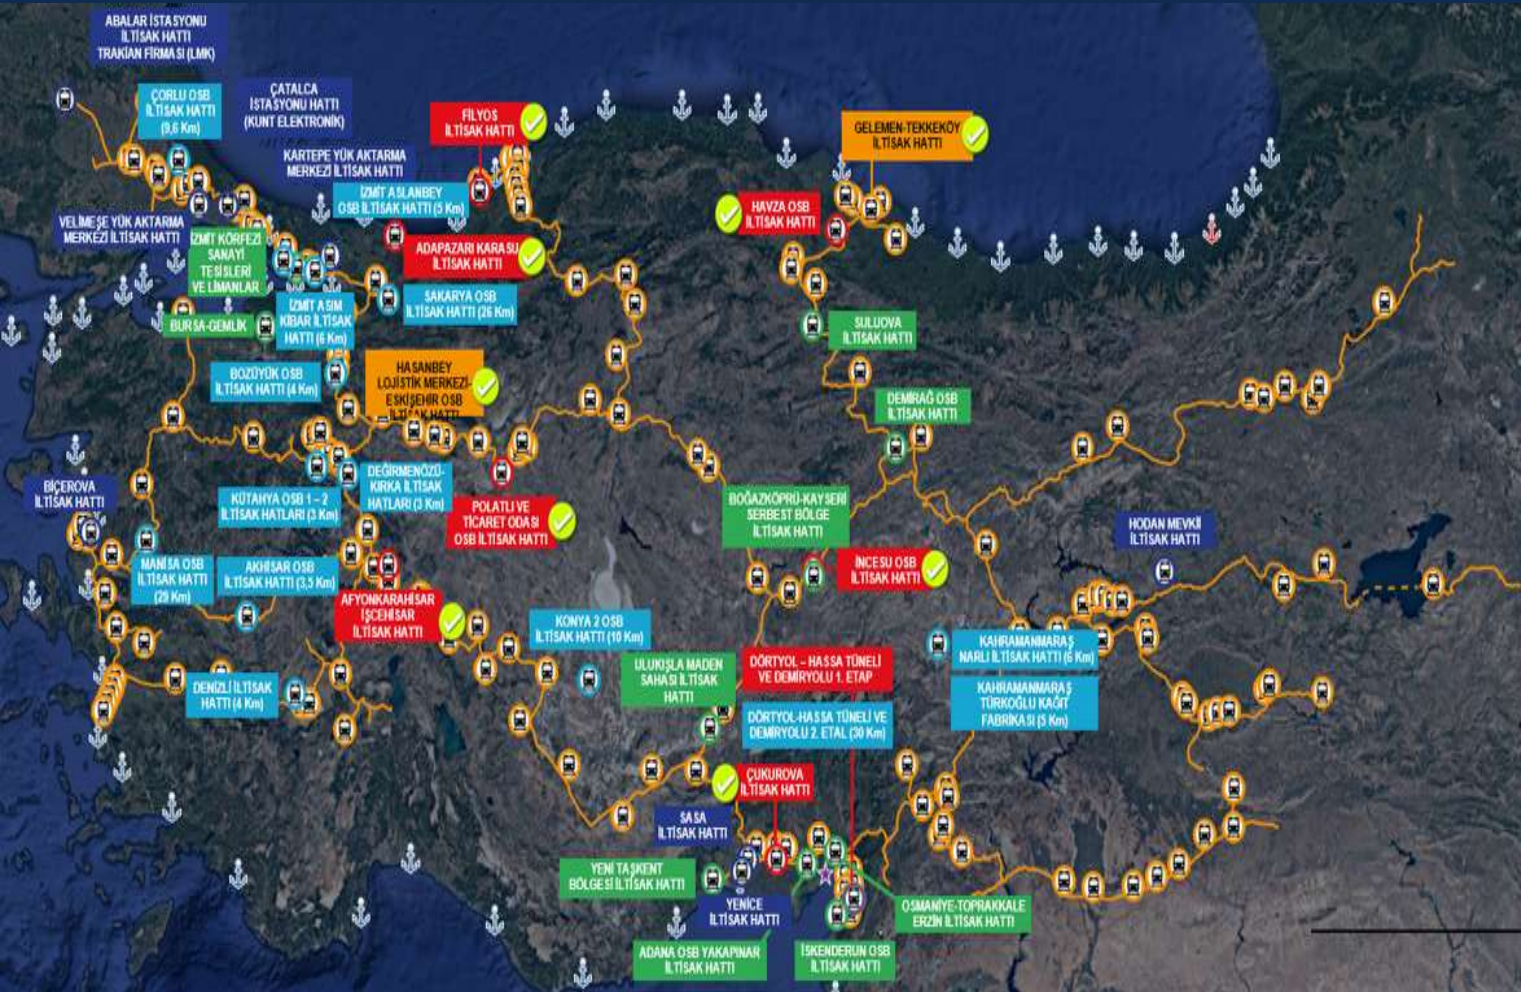 ABALAR İSTASYONU
İLTİSAK HATTI
TRAKİAN FİRMASI (LMK)
ÇORLU OSB
İLTİSAK HATTI
(9,6 Km)
ÇATALCA
İSTASYONU HATTI
(KUNT ELEKTRONİK)
FİLYOS
İLTİSAK HATTI
GELEMEN-TEKKEKÖY
İLTİSAK HATTI
KARTEPE YÜK AKTARMA
MERKEZİ İLTİSAK HATTI
İZMİT ASLANBEY
OSB İLTİSAK HATTI (5 Km)
HAVZA OSB
İLTİSAK HATTI
VELİMEŞE YÜK AKTARMA
MERKEZİ İLTİSAK HATTI
İZMİT KÖRFEZİ
SANAYİ
TESİSLERİ
VE LİMANLAR
ADAPAZARI KARASU
İLTİSAK HATTI
SAKARYA OSB
İLTİSAK HATTI (26 Km)
İZMİT ASIM
KİBAR İLTİSAK
HATTI (6 Km)
BURSA-GEMLİK
SULUOVA
İLTİSAK HATTI
BOZÜYÜK OSB
İLTİSAK HATTI (4 Km)
HASANBEY
LOJİSTİK MERKEZİ-
ESKİŞEHİR OSB
İLTİSAK HATTI
DEMİRAĞ OSB
İLTİSAK HATTI
BİÇEROVA
İLTİSAK HATTI
KÜTAHYA OSB 1 – 2
İLTİSAK HATLARI (3 Km)
DEĞİRMENÖZÜ-
KIRKA İLTİSAK
HATLARI (3 Km)
POLATLI VE
TİCARET ODASI
OSB İLTİSAK HATTI
BOĞAZKÖPRÜ-KAYSERİ
SERBEST BÖLGE
İLTİSAK HATTI
HODAN MEVKİİ
İLTİSAK HATTI
MANİSA OSB
İLTİSAK HATTI
(29 Km)
AKHİSAR OSB
İLTİSAK HATTI (3,5 Km)
İNCESU OSB
İLTİSAK HATTI
AFYONKARAHİSAR
İŞCEHİSAR
İLTİSAK HATTI
KONYA 2 OSB
İLTİSAK HATTI (10 Km)
KAHRAMANMARAŞ
NARLI İLTİSAK HATTI (6 Km)
ULUKIŞLA MADEN
SAHASI İLTİSAK
HATTI
DÖRTYOL – HASSA TÜNELİ
VE DEMİRYOLU 1. ETAP
DENİZLİ İLTİSAK
HATTI (4 Km)
KAHRAMANMARAŞ
TÜRKOĞLU KAĞIT
FABRİKASI (5 Km)
DÖRTYOL-HASSA TÜNELİ VE
DEMİRYOLU 2. ETAL (30 Km)
ÇUKUROVA
İLTİSAK HATTI
SASA
İLTİSAK HATTI
YENİ TAŞKENT
BÖLGESİ İLTİSAK HATTI
YENİCE
İLTİSAK HATTI
OSMANİYE-TOPRAKKALE
ERZİN İLTİSAK HATTI
ADANA OSB YAKAPINAR
İLTİSAK HATTI
İSKENDERUN OSB
İLTİSAK HATTI